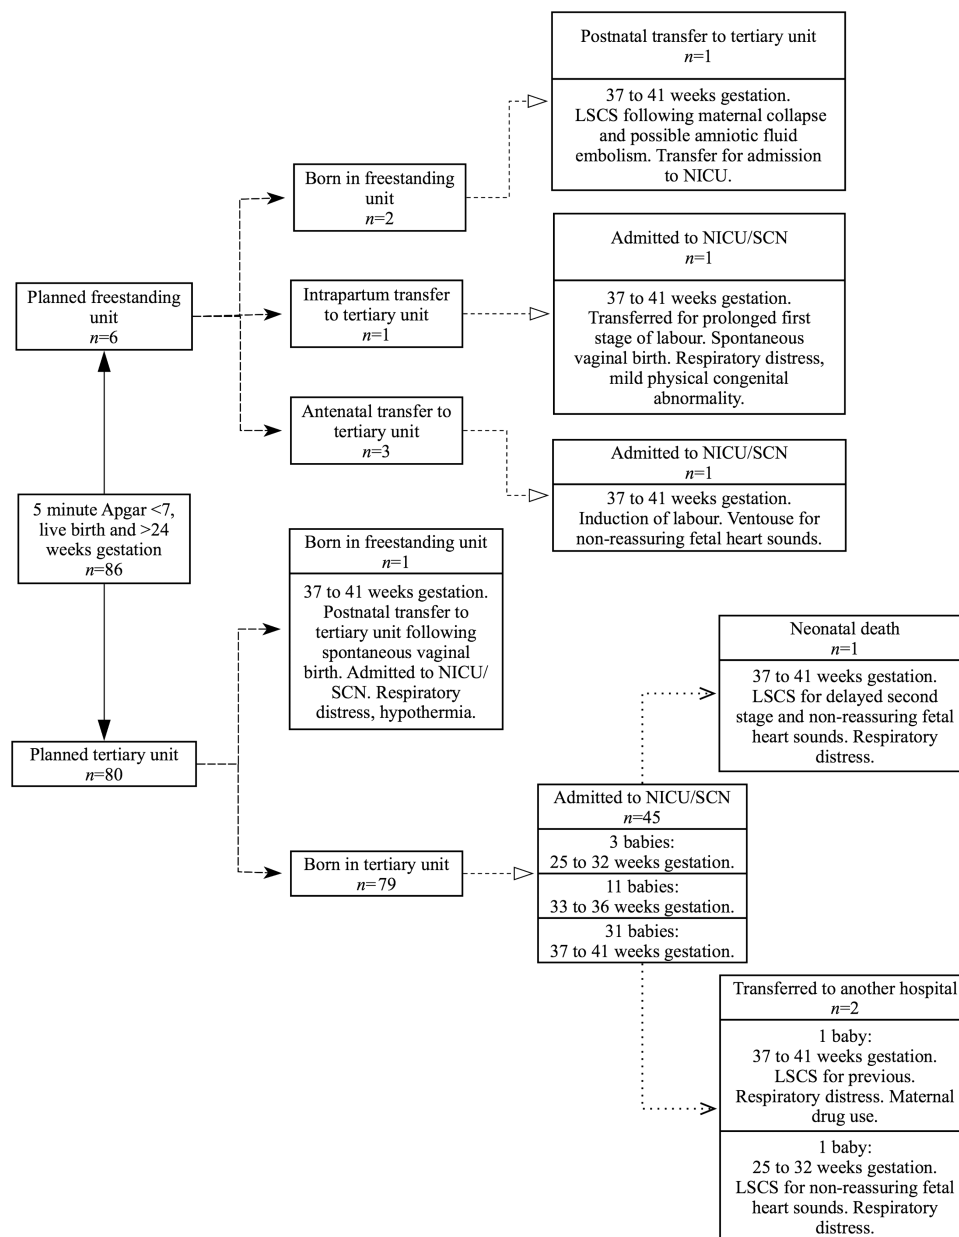 Postnatal transfer to tertiary unit
n=1
37 to 41 weeks gestation.
LSCS following maternal collapse
and possible amniotic fluid
embolism. Transfer for admission
to NICU.
Born in freestanding
unit
n=2
Admitted to NICU/SCN
n=1
37 to 41 weeks gestation.
Transferred for prolonged first
stage of labour. Spontaneous
vaginal birth. Respiratory distress,
mild physical congenital
abnormality.
Planned freestanding
unit
n=6
Intrapartum transfer
to tertiary unit
n=1
Antenatal transfer to
tertiary unit
n=3
Admitted to NICU/SCN
n=1
37 to 41 weeks gestation.
Induction of labour. Ventouse for
non-reassuring fetal heart sounds.
5 minute Apgar <7,
live birth and >24
weeks gestation
n=86
Born in freestanding unit
n=1
37 to 41 weeks gestation.
Postnatal transfer to
tertiary unit following
spontaneous vaginal
birth. Admitted to NICU/
SCN. Respiratory
distress, hypothermia.
Neonatal death
n=1
37 to 41 weeks gestation.
LSCS for delayed second
stage and non-reassuring fetal
heart sounds. Respiratory
distress.
Planned tertiary unit
n=80
Admitted to NICU/SCN
n=45
3 babies:
25 to 32 weeks gestation.
11 babies:
33 to 36 weeks gestation.
31 babies:
37 to 41 weeks gestation.
Born in tertiary unit
n=79
Transferred to another hospital
n=2
1 baby:
37 to 41 weeks gestation.
LSCS for previous.
Respiratory distress. Maternal
drug use.
1 baby:
25 to 32 weeks gestation.
LSCS for non-reassuring fetal
heart sounds. Respiratory
distress.